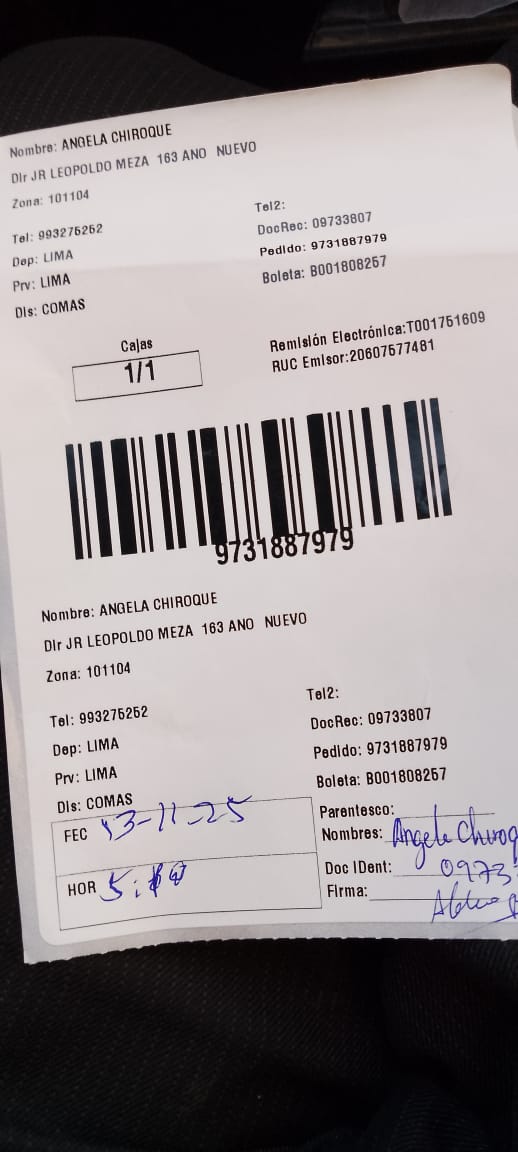 Nombre: ANGELA CHIROQUE
Dir JR LEOPOLDO MEZA 163 ANO NUEVO
Zona: 101104
Tel: 993275252
Dep: LIMA
Prv: LIMA
Dis: COMAS
Tel2:
DocRec: 09733807
Pedido: 9731887979
Boleta: B001808257
Cajas
1/1
Remisión Electrónica:T001751609
RUC Emisor:20607577481
9731887979
Nombre: ANGELA CHIROQUE
Dir JR LEOPOLDO MEZA 163 ANO NUEVO
Zona: 101104
Tel: 993275252
Dep: LIMA
Prv: LIMA
Dis: COMAS
Tel2:
DocRec: 09733807
Pedido: 9731887979
Boleta: B001808257
FEC 13-11-25
HOR
Parentesco:
Nombres: Angela Chiroq
Doc IDent: 0973
Firma: